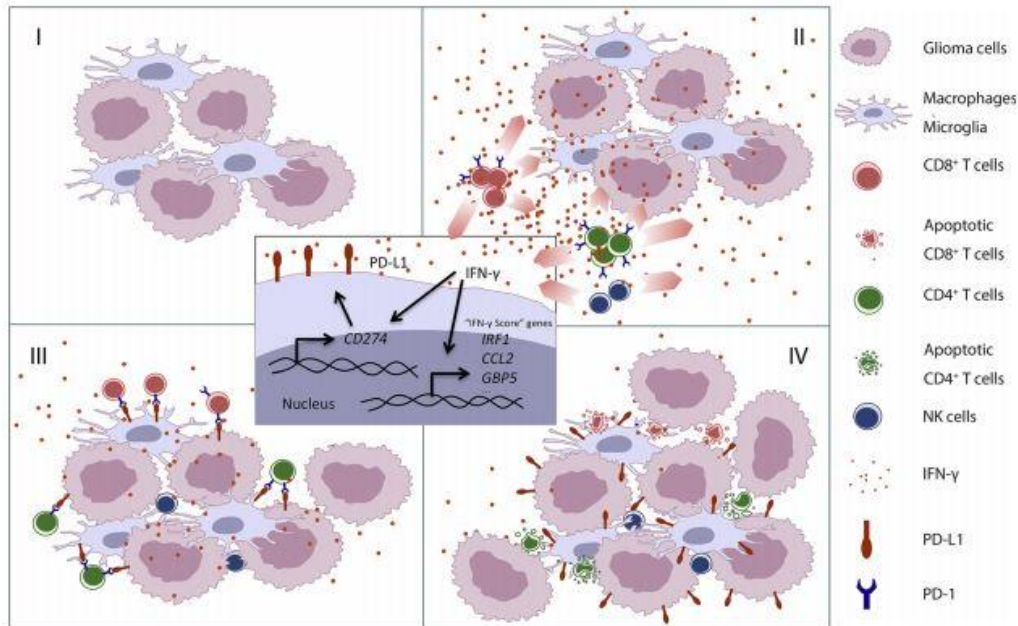 I
II
PD-L1
IFN-γ
"IFN-γ Score" genes
CD274
IRF1
CCL2
GBP5
Nucleus
III
IV
Glioma cells
Macrophages
Microglia
CD8⁺ T cells
Apoptotic
CD8⁺ T cells
CD4⁺ T cells
Apoptotic
CD4⁺ T cells
NK cells
IFN-γ
PD-L1
PD-1